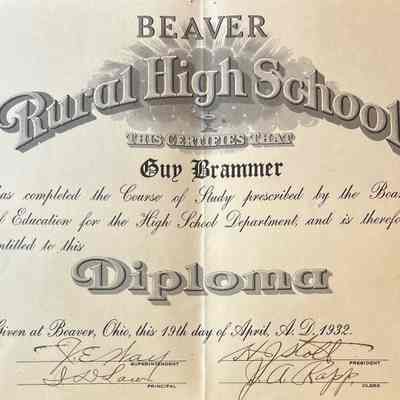 BEAVER
Rural High School
THIS CERTIFIES THAT
Guy Brammer
has completed the Course of Study prescribed by the Boar
Education for the High School Department, and is therefo
entitled to this
Diploma
Given at Beaver, Ohio, this 19th day of April, A. D. 1932.
SUPERINTENDENT
PRESIDENT
J. A. Rapp
PRINCIPAL
CLERK